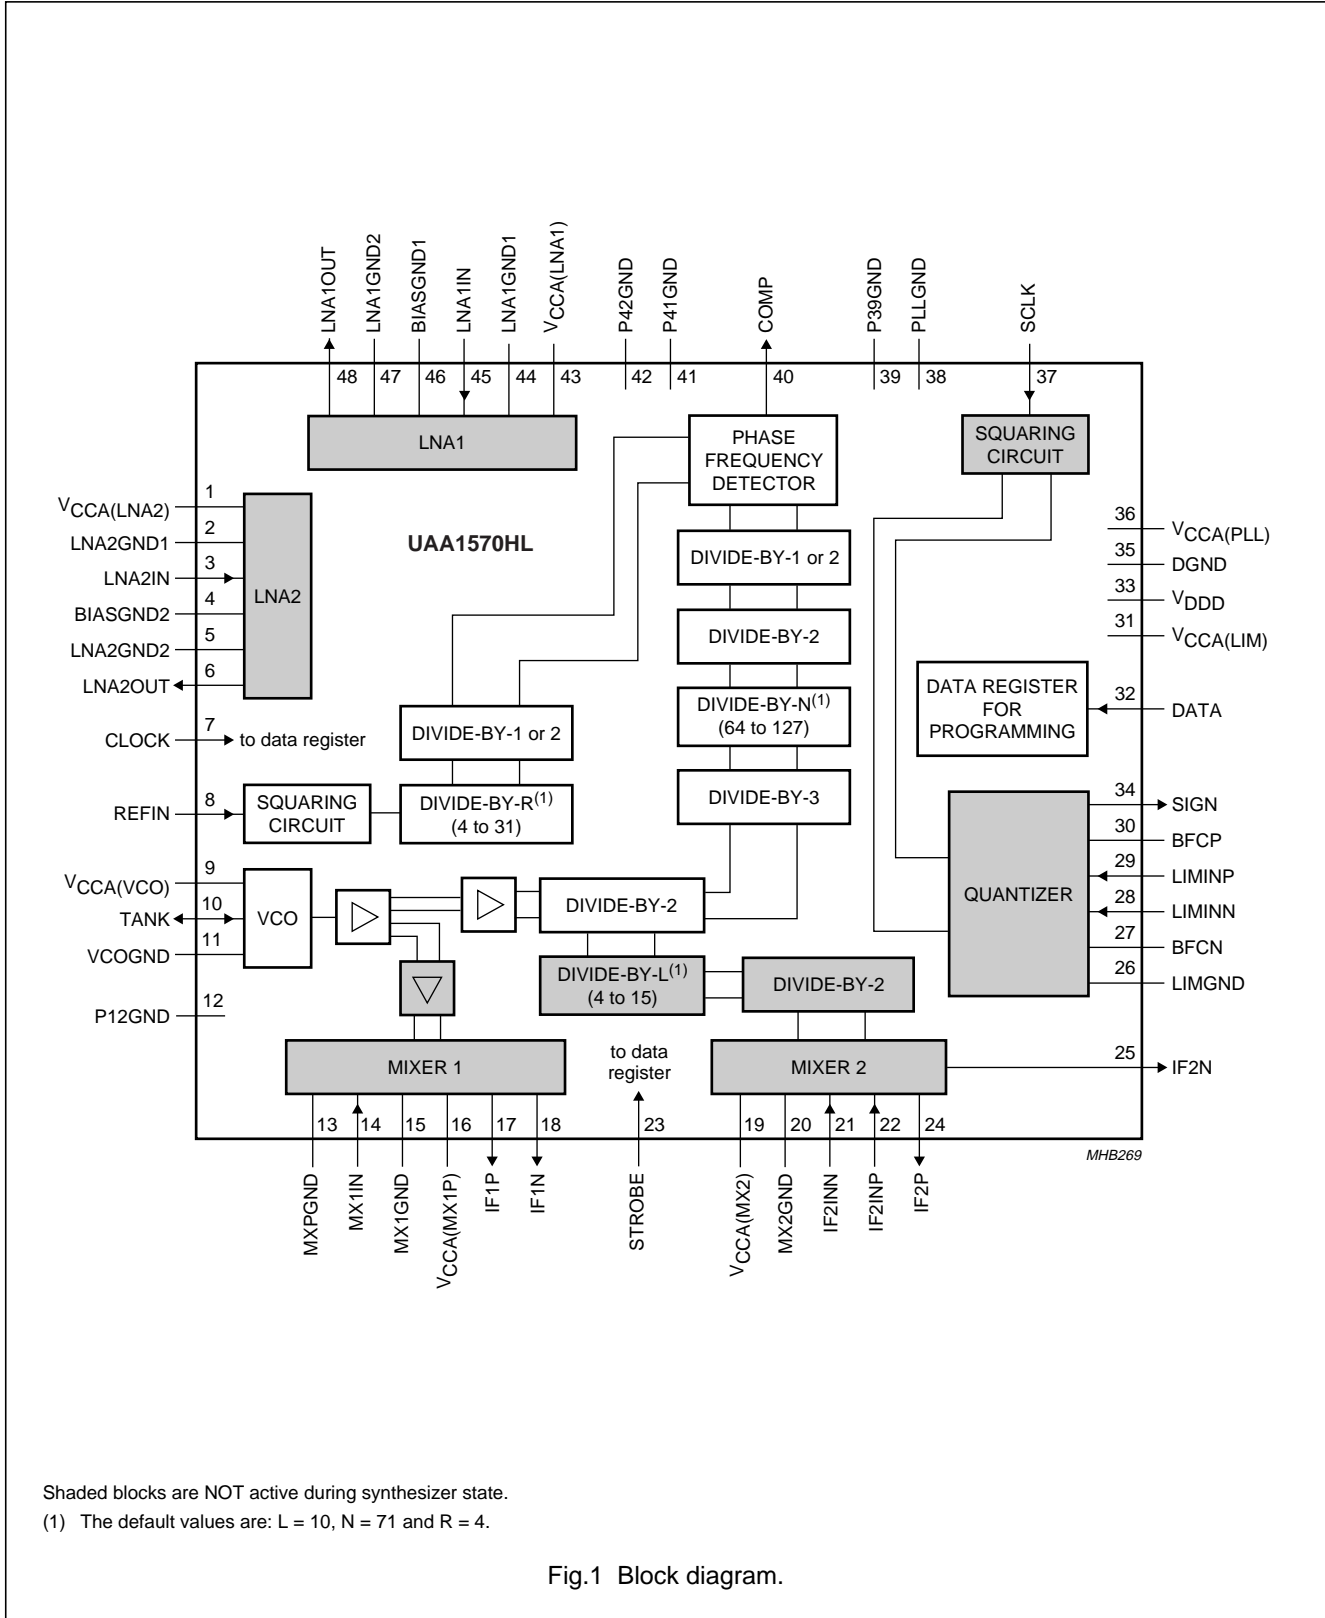 LNA1OUT
LNA1GND2
BIASGND1
LNA1IN
LNA1GND1
VCCA(LNA1)
P42GND
P41GND
COMP
P39GND
PLLGND
SCLK
48
47
46
45
44
43
42
41
40
39
38
37
LNA1
PHASE
FREQUENCY
DETECTOR
SQUARING
CIRCUIT
UAA1570HL
VCCA(LNA2)
1
LNA2GND1
2
LNA2IN
3
BIASGND2
4
LNA2GND2
5
LNA2OUT
6
LNA2
CLOCK
7
to data register
REFIN
8
SQUARING
CIRCUIT
DIVIDE-BY-1 or 2
DIVIDE-BY-R(1)
(4 to 31)
DIVIDE-BY-1 or 2
DIVIDE-BY-2
DIVIDE-BY-N(1)
(64 to 127)
DIVIDE-BY-3
36
VCCA(PLL)
35
DGND
33
VDDD
31
VCCA(LIM)
DATA REGISTER
FOR
PROGRAMMING
32
DATA
QUANTIZER
34
SIGN
30
BFCP
29
LIMINP
28
LIMINN
27
BFCN
26
LIMGND
VCCA(VCO)
9
TANK
10
VCOGND
11
VCO
P12GND
12
DIVIDE-BY-2
DIVIDE-BY-L(1)
(4 to 15)
DIVIDE-BY-2
MIXER 1
to data
register
MIXER 2
25
IF2N
13
14
15
16
17
18
23
19
20
21
22
24
MHB269
MXPGND
MX1IN
MX1GND
VCCA(MX1P)
IF1P
IF1N
STROBE
VCCA(MX2)
MX2GND
IF2INN
IF2INP
IF2P
Shaded blocks are NOT active during synthesizer state.
(1) The default values are: L = 10, N = 71 and R = 4.
Fig.1 Block diagram.